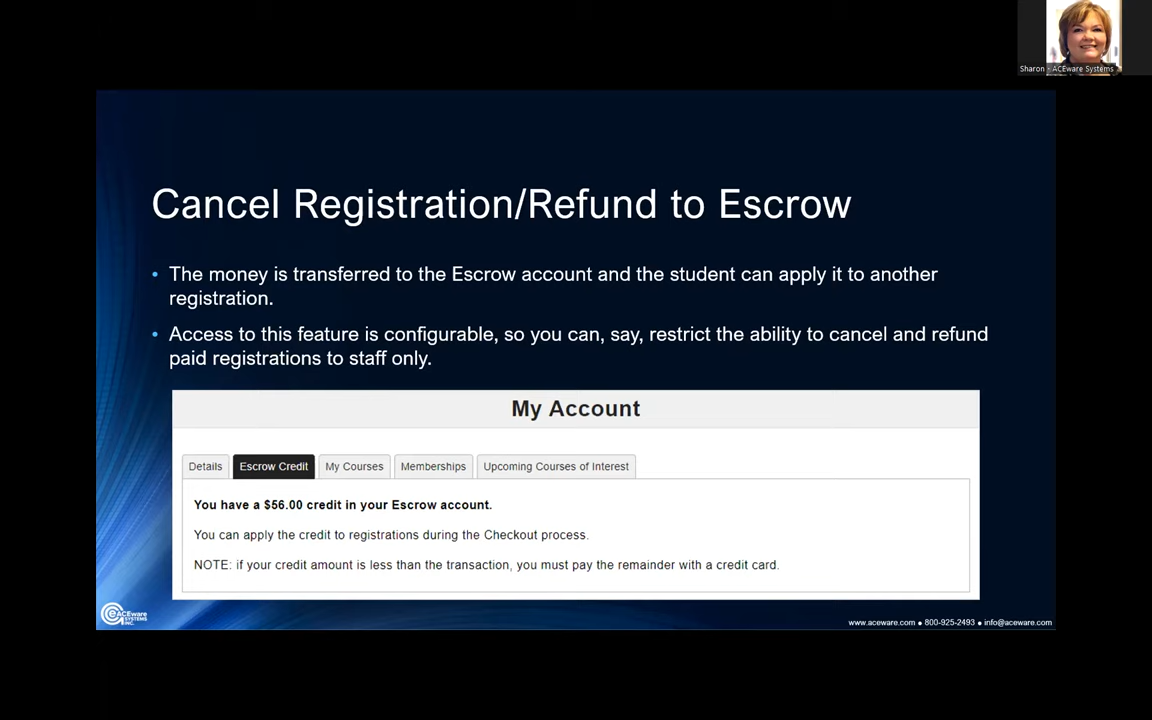 Sharon - ACEware Systems
Cancel Registration/Refund to Escrow
• The money is transferred to the Escrow account and the student can apply it to another
registration.
• Access to this feature is configurable, so you can, say, restrict the ability to cancel and refund
paid registrations to staff only.
My Account
Details Escrow Credit My Courses Memberships Upcoming Courses of Interest
You have a $56.00 credit in your Escrow account.
You can apply the credit to registrations during the Checkout process.
NOTE: if your credit amount is less than the transaction, you must pay the remainder with a credit card.
ACEware
SYSTEMS
INC.
www.aceware.com ● 800-925-2493 ● info@aceware.com